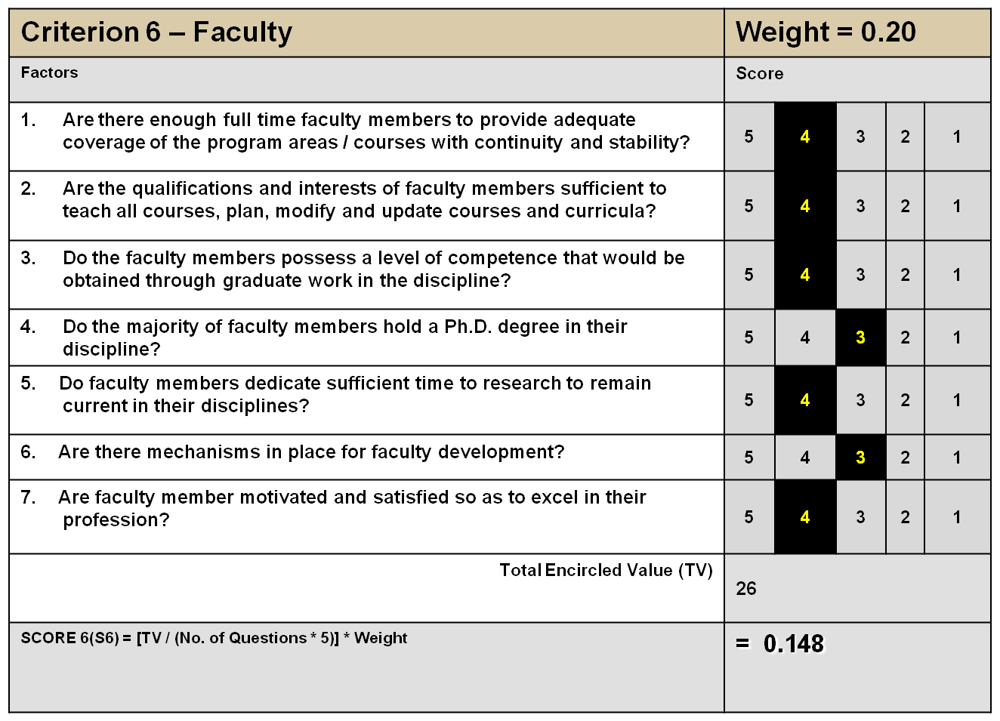 Criterion 6 – Faculty Weight = 0.20
Factors Score
1. Are there enough full time faculty members to provide adequate
coverage of the program areas / courses with continuity and stability?
5 4 3 2 1
2. Are the qualifications and interests of faculty members sufficient to
teach all courses, plan, modify and update courses and curricula?
5 4 3 2 1
3. Do the faculty members possess a level of competence that would be
obtained through graduate work in the discipline?
5 4 3 2 1
4. Do the majority of faculty members hold a Ph.D. degree in their
discipline?
5 4 3 2 1
5. Do faculty members dedicate sufficient time to research to remain
current in their disciplines?
5 4 3 2 1
6. Are there mechanisms in place for faculty development?
5 4 3 2 1
7. Are faculty member motivated and satisfied so as to excel in their
profession?
5 4 3 2 1
Total Encircled Value (TV)
26
SCORE 6(S6) = [TV / (No. of Questions * 5)] * Weight
= 0.148